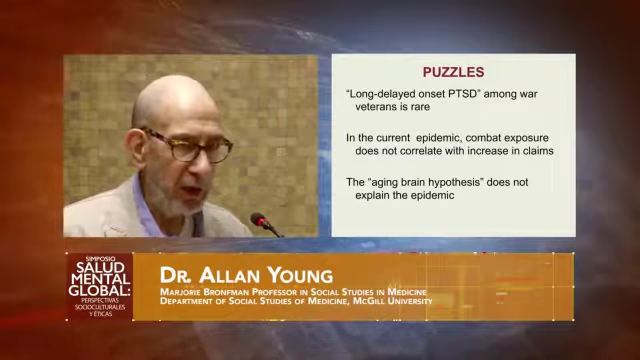 PUZZLES
“Long-delayed onset PTSD” among war
veterans is rare
In the current epidemic, combat exposure
does not correlate with increase in claims
The “aging brain hypothesis” does not
explain the epidemic
SIMPOSIO
SALUD
MENTAL
GLOBAL:
PERSPECTIVAS
SOCIOCULTURALES
Y ÉTICAS
DR. ALLAN YOUNG
MARJORIE BRONFMAN PROFESSOR IN SOCIAL STUDIES IN MEDICINE
DEPARTMENT OF SOCIAL STUDIES OF MEDICINE, MCGILL UNIVERSITY